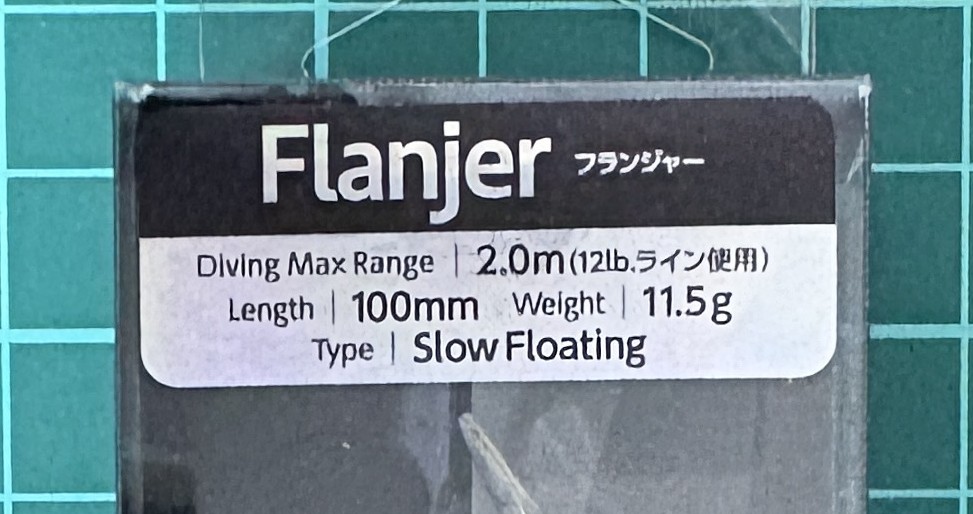 Flanjer フランジャー
Diving Max Range | 2.0m(12lb.ライン使用)
Length | 100mm Weight | 11.5g
Type | Slow Floating